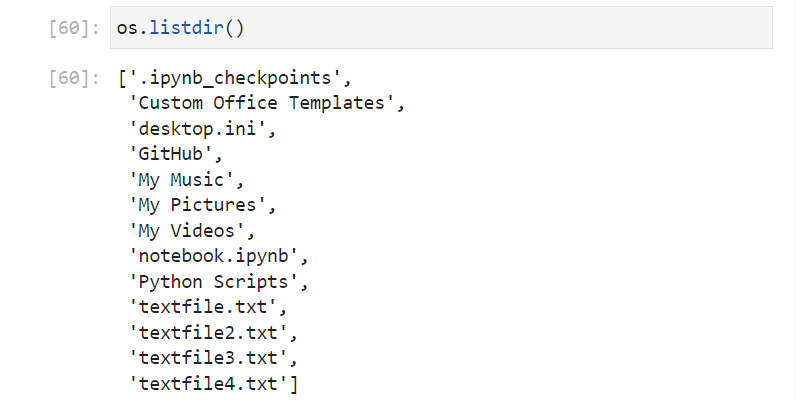 [60]: os.listdir()
[60]: ['.ipynb_checkpoints',
'Custom Office Templates',
'desktop.ini',
'GitHub',
'My Music',
'My Pictures',
'My Videos',
'notebook.ipynb',
'Python Scripts',
'textfile.txt',
'textfile2.txt',
'textfile3.txt',
'textfile4.txt']